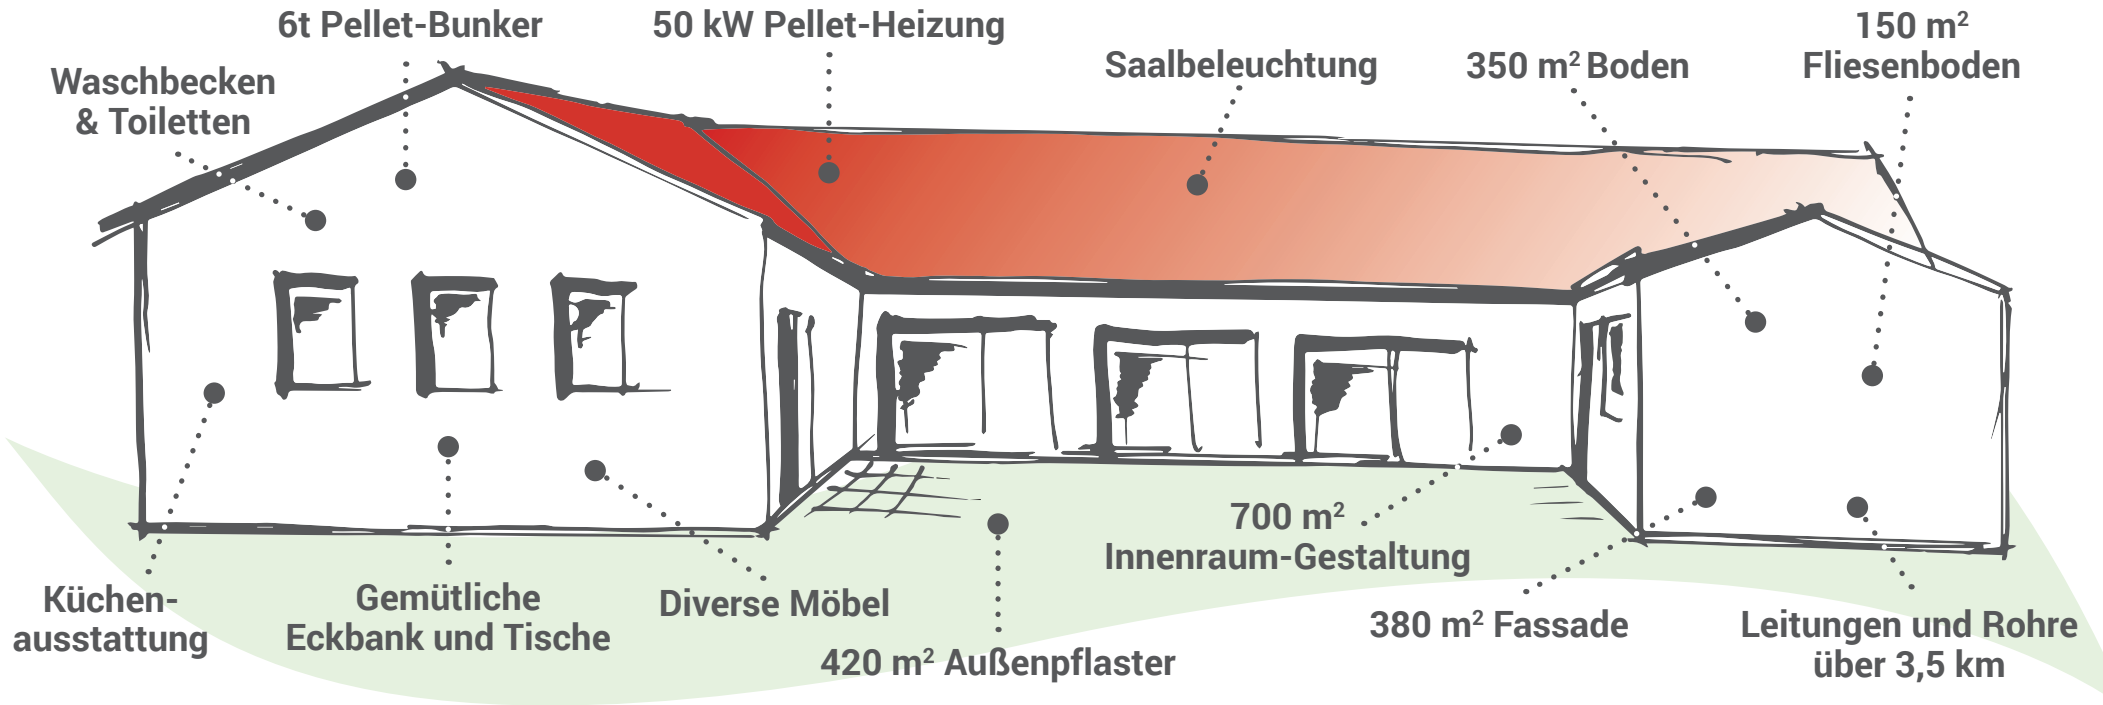 6t Pellet-Bunker
50 kW Pellet-Heizung
150 m²
Fliesenboden
Saalbeleuchtung
350 m² Boden
Waschbecken
& Toiletten
700 m²
Innenraum-Gestaltung
Küchen-
ausstattung
Gemütliche
Eckbank und Tische
Diverse Möbel
420 m² Außenpflaster
380 m² Fassade
Leitungen und Rohre
über 3,5 km